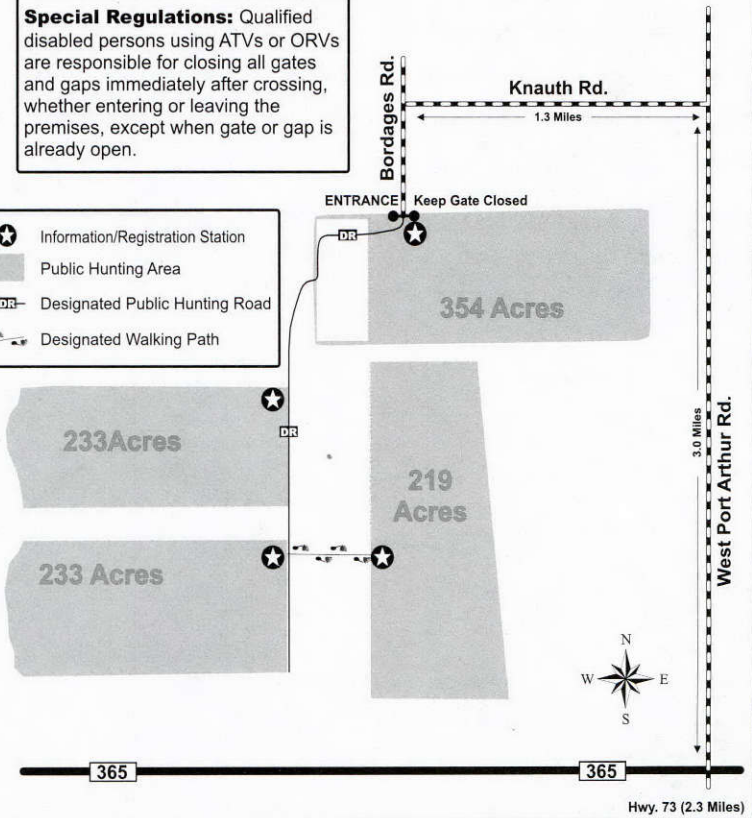 Special Regulations: Qualified
disabled persons using ATVs or ORVs
are responsible for closing all gates
and gaps immediately after crossing,
whether entering or leaving the
premises, except when gate or gap is
already open.
Bordages Rd.
Knauth Rd.
1.3 Miles
ENTRANCE
Keep Gate Closed
Information/Registration Station
Public Hunting Area
DR
Designated Public Hunting Road
Designated Walking Path
DR
354 Acres
233Acres
DR
219
Acres
233 Acres
3.0 Miles
West Port Arthur Rd.
N
W
E
S
365
365
Hwy. 73 (2.3 Miles)